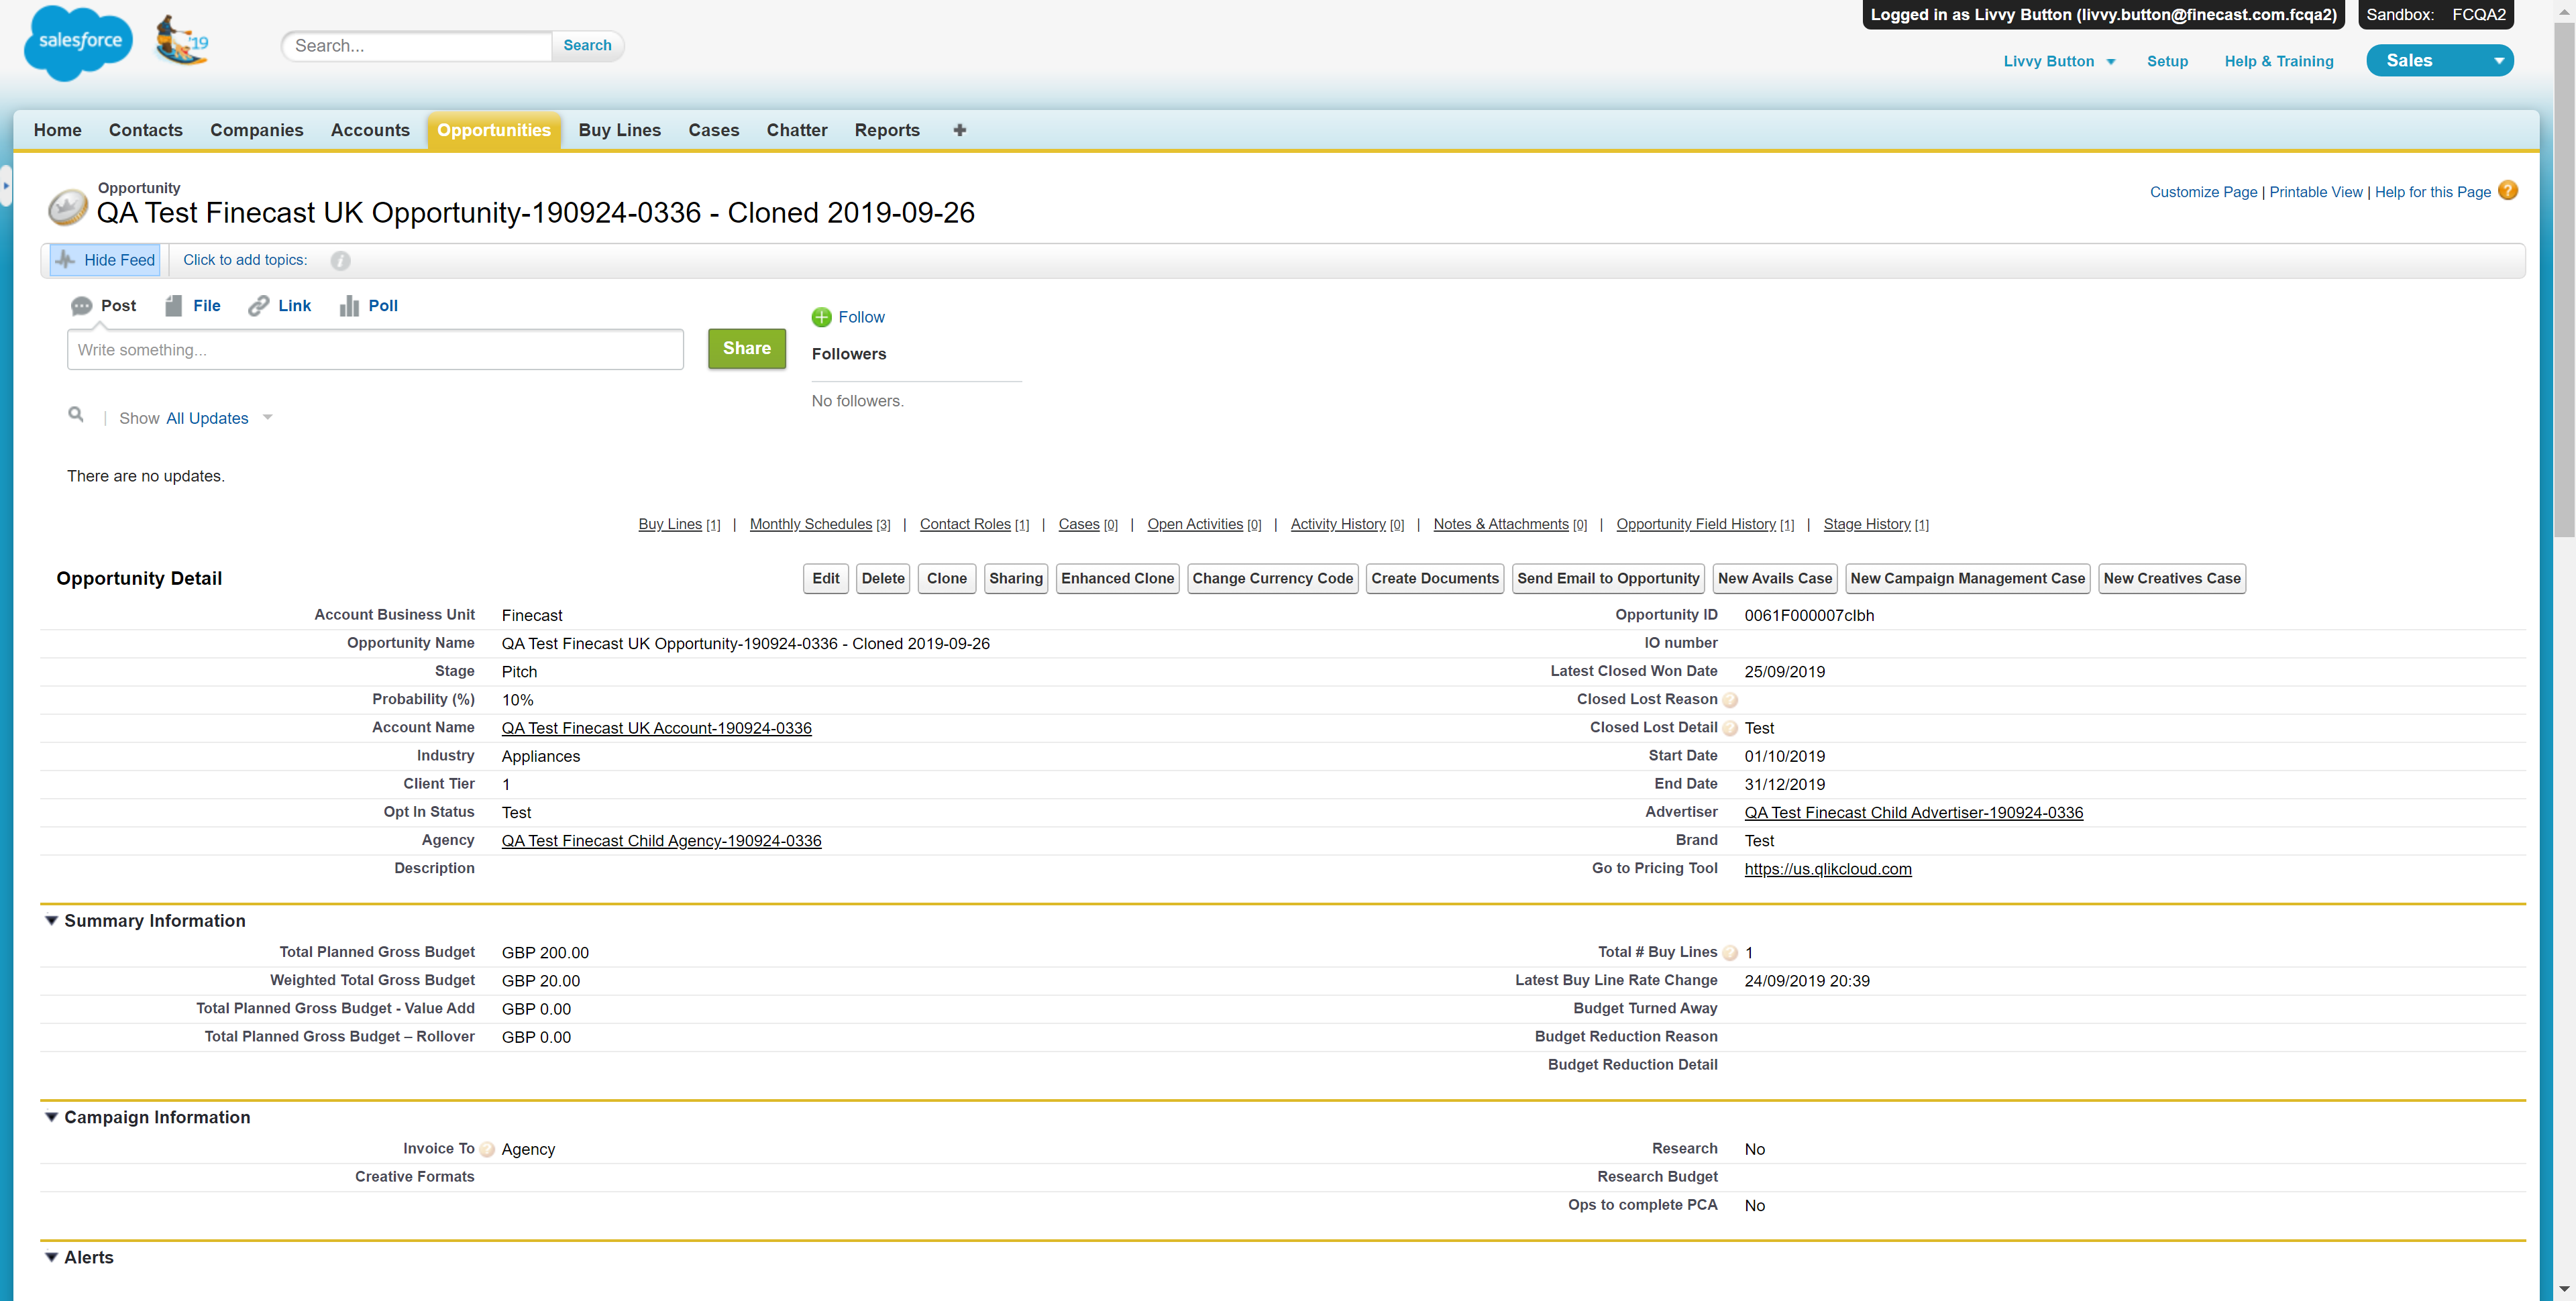 Logged in as Livvy Button (livvy.button@finecast.com.fcqa2) Sandbox: FCQA2
salesforce '19 Search... Search
Livvy Button Setup Help & Training Sales
Home Contacts Companies Accounts Opportunities Buy Lines Cases Chatter Reports +
Opportunity
QA Test Finecast UK Opportunity-190924-0336 - Cloned 2019-09-26
Customize Page | Printable View | Help for this Page ?
Hide Feed Click to add topics: i
Post File Link Poll
Write something... Share
Follow
Followers
No followers.
Show All Updates
There are no updates.
Buy Lines [1] | Monthly Schedules [3] | Contact Roles [1] | Cases [0] | Open Activities [0] | Activity History [0] | Notes & Attachments [0] | Opportunity Field History [1] | Stage History [1]
Opportunity Detail Edit Delete Clone Sharing Enhanced Clone Change Currency Code Create Documents Send Email to Opportunity New Avails Case New Campaign Management Case New Creatives Case
Account Business Unit Finecast Opportunity ID 0061F000007clbh
Opportunity Name QA Test Finecast UK Opportunity-190924-0336 - Cloned 2019-09-26 IO number
Stage Pitch Latest Closed Won Date 25/09/2019
Probability (%) 10% Closed Lost Reason ?
Account Name QA Test Finecast UK Account-190924-0336 Closed Lost Detail ? Test
Industry Appliances Start Date 01/10/2019
Client Tier 1 End Date 31/12/2019
Opt In Status Test Advertiser QA Test Finecast Child Advertiser-190924-0336
Agency QA Test Finecast Child Agency-190924-0336 Brand Test
Description Go to Pricing Tool https://us.qlikcloud.com
Summary Information
Total Planned Gross Budget GBP 200.00 Total # Buy Lines ? 1
Weighted Total Gross Budget GBP 20.00 Latest Buy Line Rate Change 24/09/2019 20:39
Total Planned Gross Budget - Value Add GBP 0.00 Budget Turned Away
Total Planned Gross Budget – Rollover GBP 0.00 Budget Reduction Reason
Budget Reduction Detail
Campaign Information
Invoice To ? Agency Research No
Creative Formats Research Budget
Ops to complete PCA No
Alerts